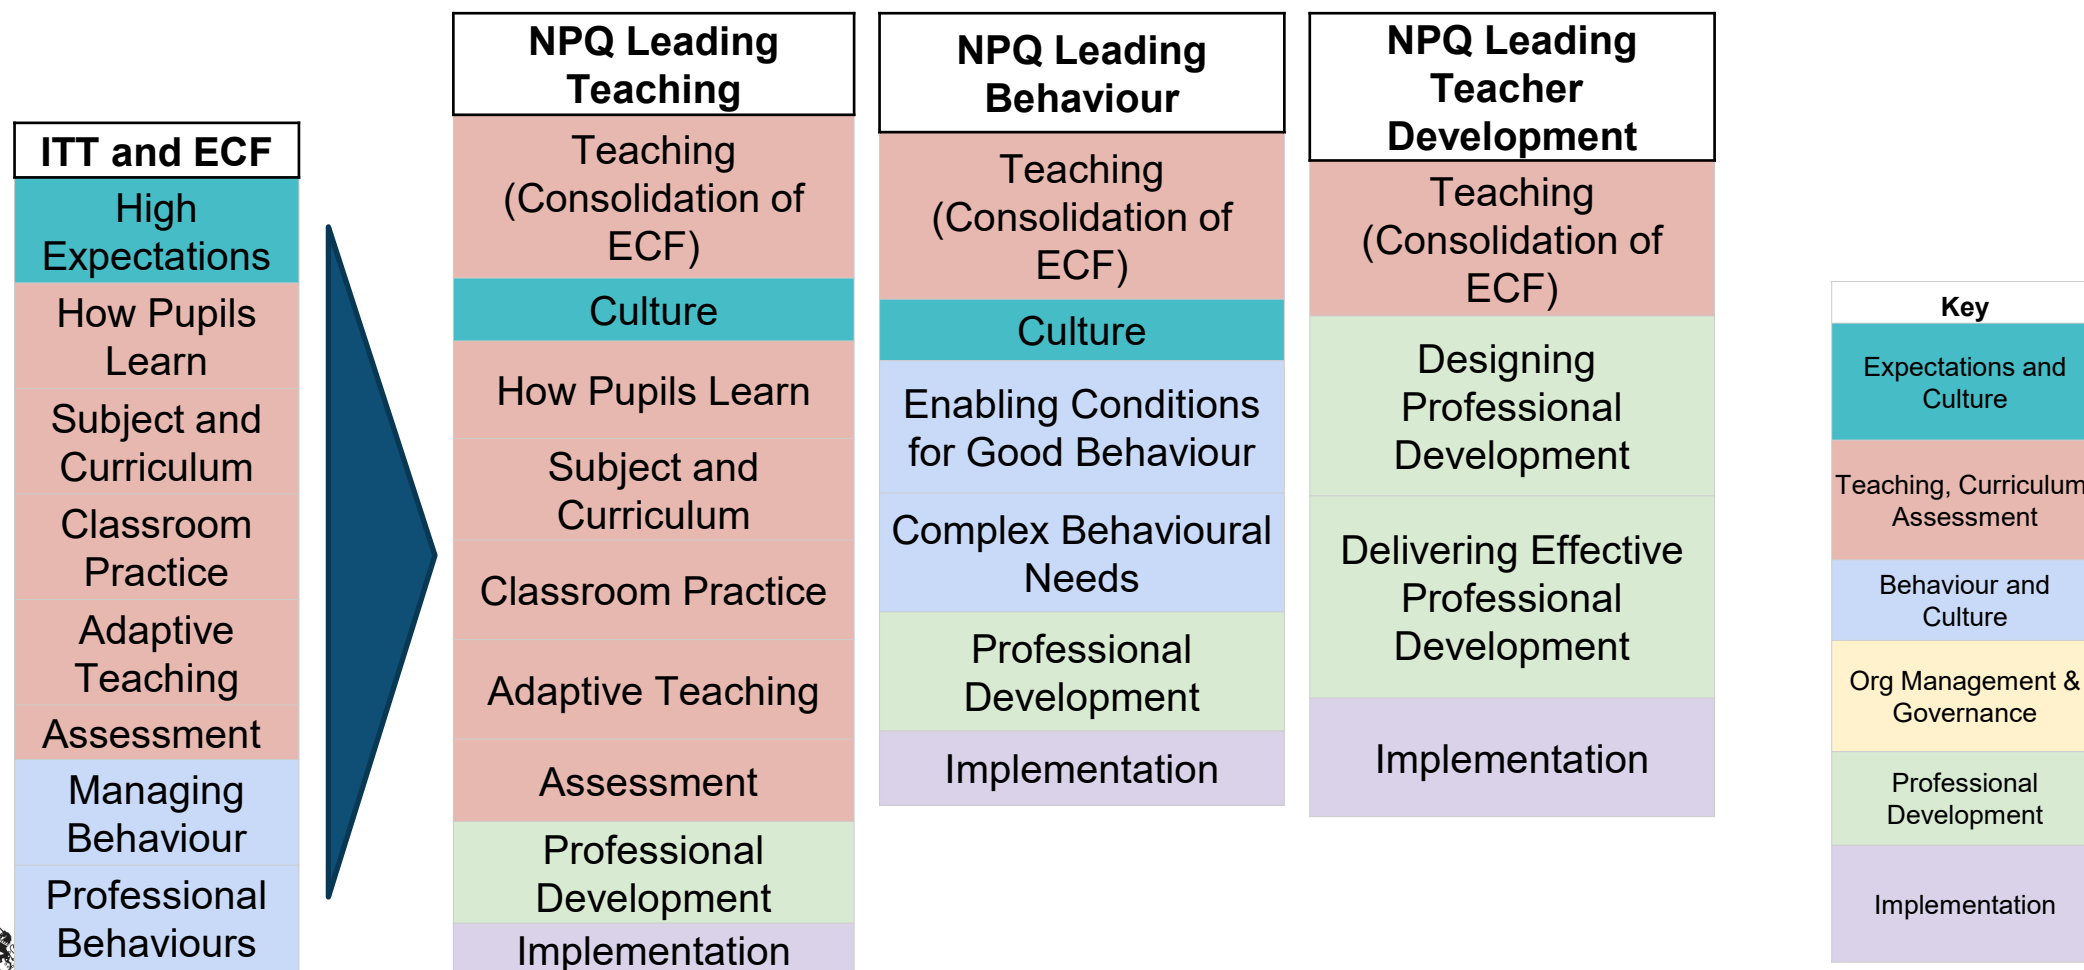 ITT and ECF
High
Expectations
How Pupils
Learn
Subject and
Curriculum
Classroom
Practice
Adaptive
Teaching
Assessment
Managing
Behaviour
Professional
Behaviours
NPQ Leading
Teaching
Teaching
(Consolidation of
ECF)
Culture
How Pupils Learn
Subject and
Curriculum
Classroom Practice
Adaptive Teaching
Assessment
Professional
Development
Implementation
NPQ Leading
Behaviour
Teaching
(Consolidation of
ECF)
Culture
Enabling Conditions
for Good Behaviour
Complex Behavioural
Needs
Professional
Development
Implementation
NPQ Leading
Teacher
Development
Teaching
(Consolidation of
ECF)
Designing
Professional
Development
Delivering Effective
Professional
Development
Implementation
Key
Expectations and
Culture
Teaching, Curriculum
Assessment
Behaviour and
Culture
Org Management &
Governance
Professional
Development
Implementation